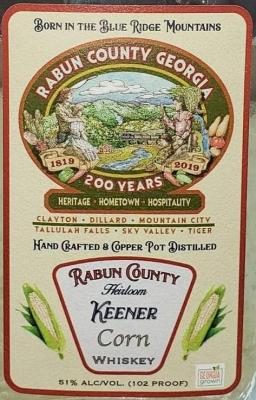 Born in the Blue Ridge Mountains
Rabun County Georgia
1819
2019
200 Years
Heritage - Hometown - Hospitality
Clayton • Dillard • Mountain City
Tallulah Falls • Sky Valley • Tiger
Hand Crafted & Copper Pot Distilled
Rabun County
Heirloom
Keener
Corn
Whiskey
51% ALC/VOL. (102 PROOF)
Georgia
grown